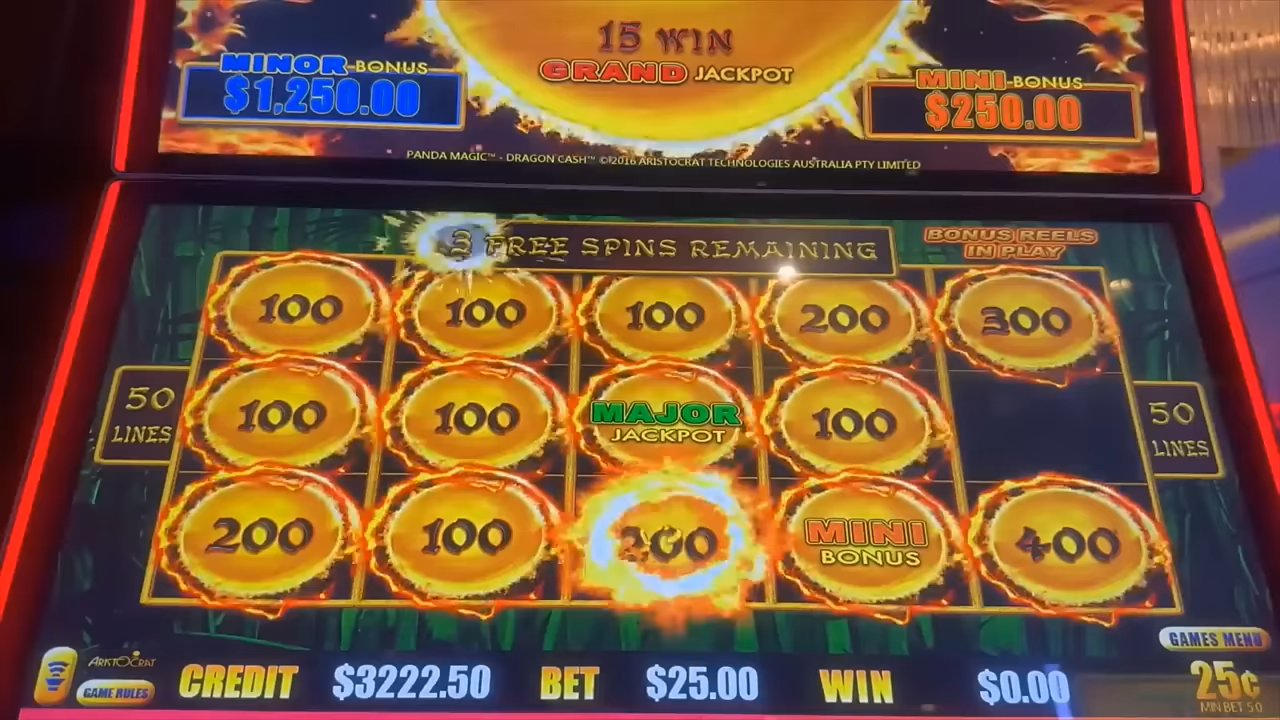 15 WIN
GRAND JACKPOT
MINOR BONUS
$1,250.00
MINI BONUS
$250.00
PANDA MAGIC™ - DRAGON CASH™ ©2016 ARISTOCRAT TECHNOLOGIES AUSTRALIA PTY LIMITED
3 FREE SPINS REMAINING
BONUS REELS
IN PLAY
100 100 100 200 300
50
LINES
100 100 MAJOR
JACKPOT
100
50
LINES
200 100
MINI
BONUS
400
GAMES MENU
ARISTOCRAT
GAME RULES
CREDIT $3222.50 BET $25.00 WIN $0.00
25¢
MIN BET 50